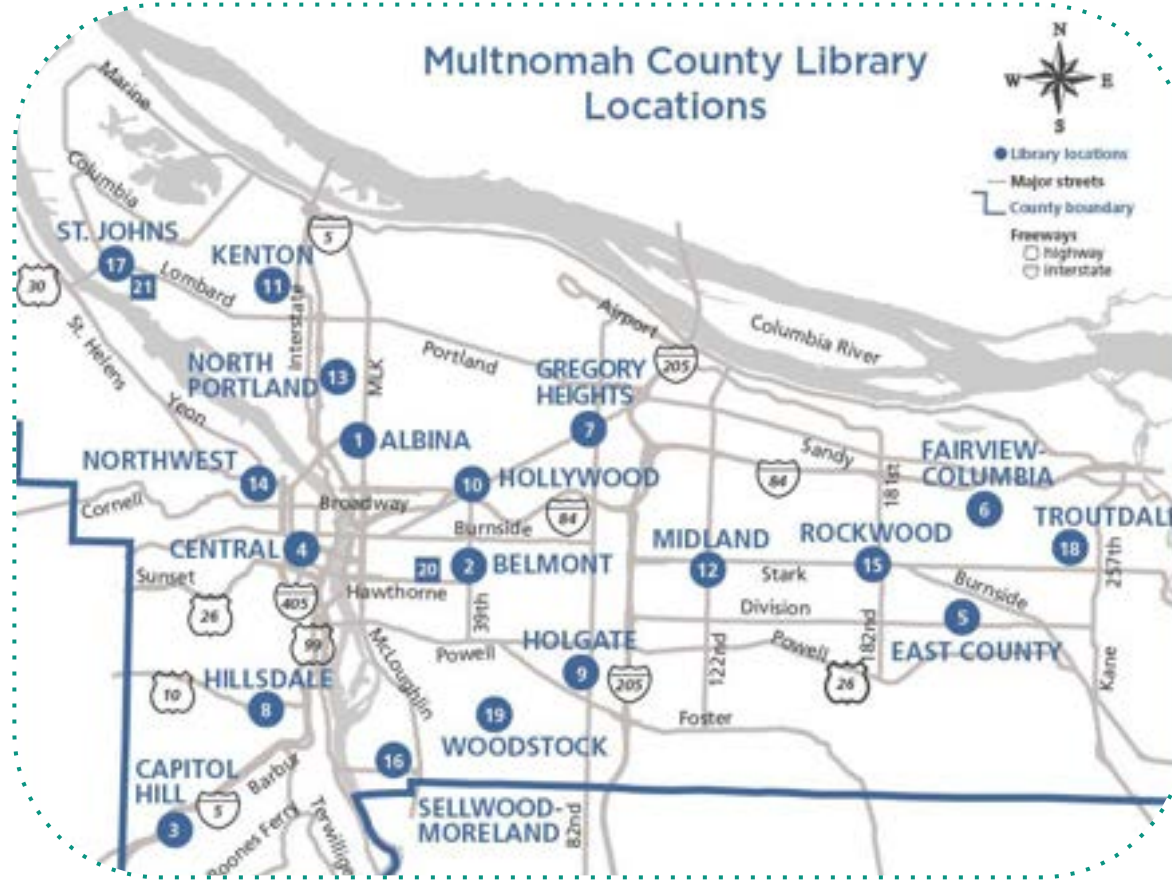 Multnomah County Library
Locations
N
W
E
S
Library locations
Major streets
County boundary
Freeways
highway
interstate
Marine
Columbia
ST. JOHNS
17
21
30
Lombard
KENTON
11
5
Interstate
St. Helens
Yeon
NORTH
PORTLAND
13
MLK
Portland
Airport
205
Columbia River
GREGORY
HEIGHTS
7
1
ALBINA
NORTHWEST
14
Cornell
Broadway
10
HOLLYWOOD
84
Burnside
Sandy
84
181st
FAIRVIEW-
COLUMBIA
6
TROUTDAL
18
257th
CENTRAL
4
20
2
BELMONT
MIDLAND
12
ROCKWOOD
15
Stark
Burnside
Sunset
26
405
99
Hawthorne
39th
Division
5
EAST COUNTY
McLoughlin
Powell
HOLGATE
9
205
122nd
Powell
182nd
26
Kane
HILLSDALE
10
8
19
WOODSTOCK
Foster
CAPITOL
HILL
Barbur
5
3
16
SELLWOOD-
MORELAND
82nd
Boones Ferry
Terwillige